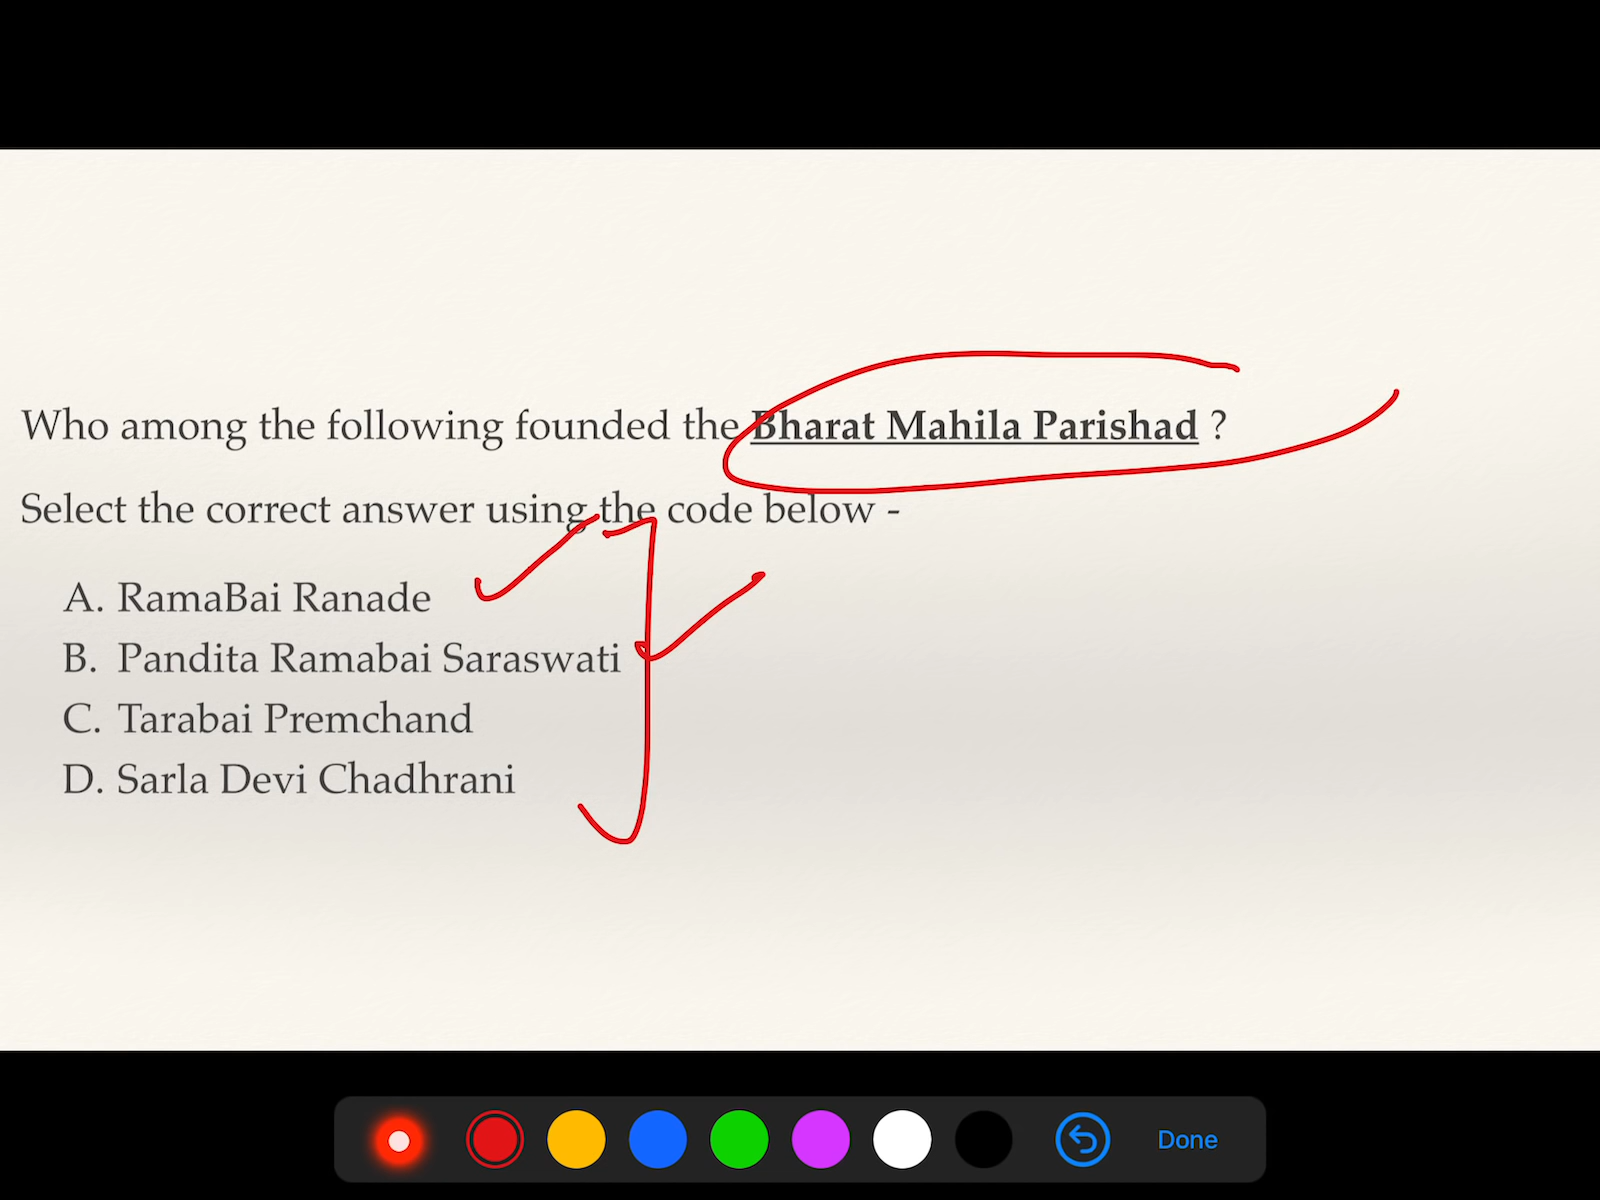 Who among the following founded the Bharat Mahila Parishad ?
Select the correct answer using the code below -
A. RamaBai Ranade
B. Pandita Ramabai Saraswati
C. Tarabai Premchand
D. Sarla Devi Chadhrani
Done